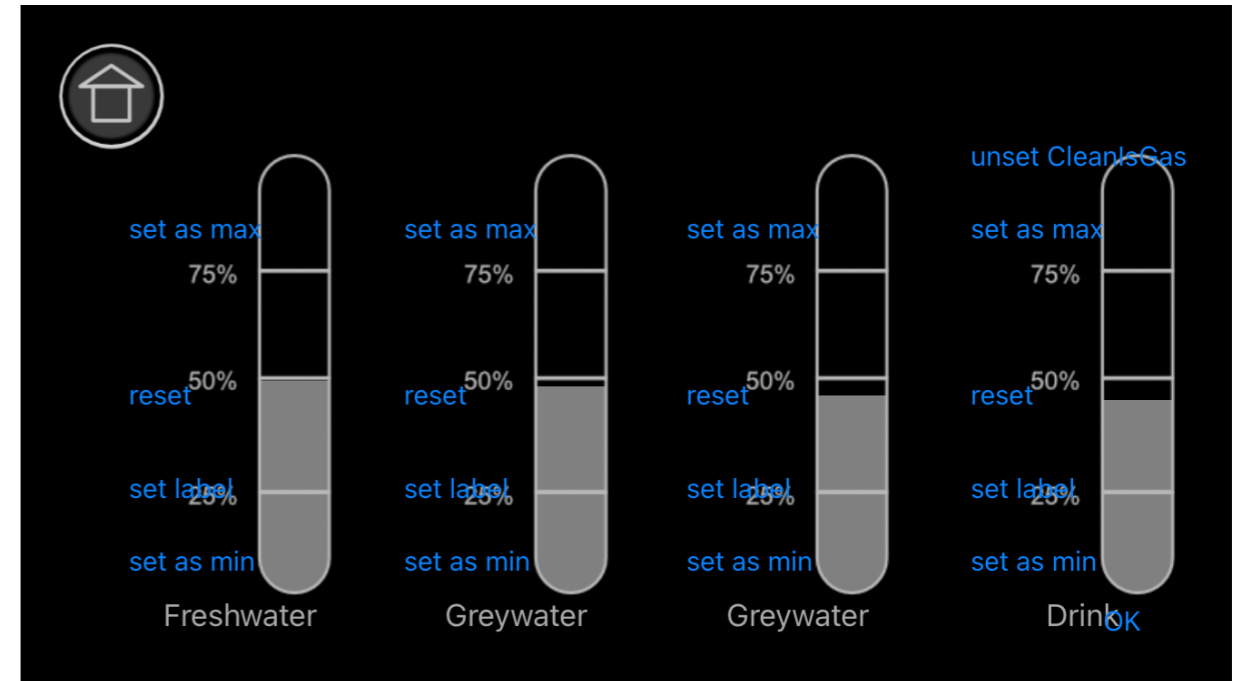 unset CleanIsGas
set as max set as max set as max set as max
75% 75% 75% 75%
50% 50% 50% 50%
reset reset reset reset
set label set label set label set label
25% 25% 25% 25%
set as min set as min set as min set as min
Freshwater Greywater Greywater Drink
OK